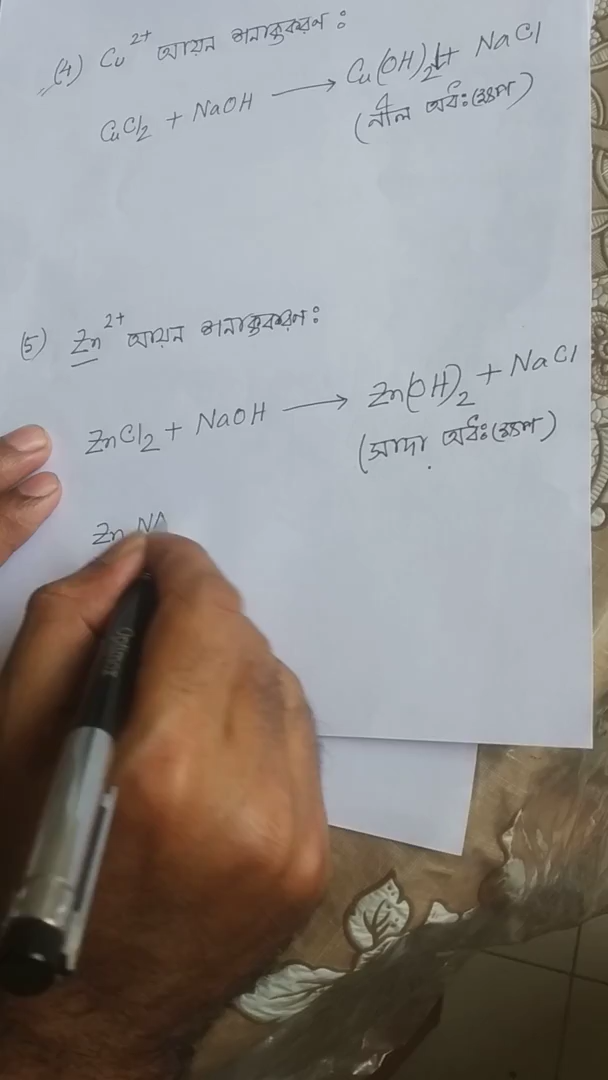 (4) Cu²⁺ আয়ন শনাক্তকরণ :
CuCl₂ + NaOH ⟶ Cu(OH)₂↓ + NaCl
(নীল অধঃক্ষেপ)
(5) Zn²⁺ আয়ন শনাক্তকরণ :
ZnCl₂ + NaOH ⟶ Zn(OH)₂ + NaCl
(সাদা অধঃক্ষেপ)
Zn